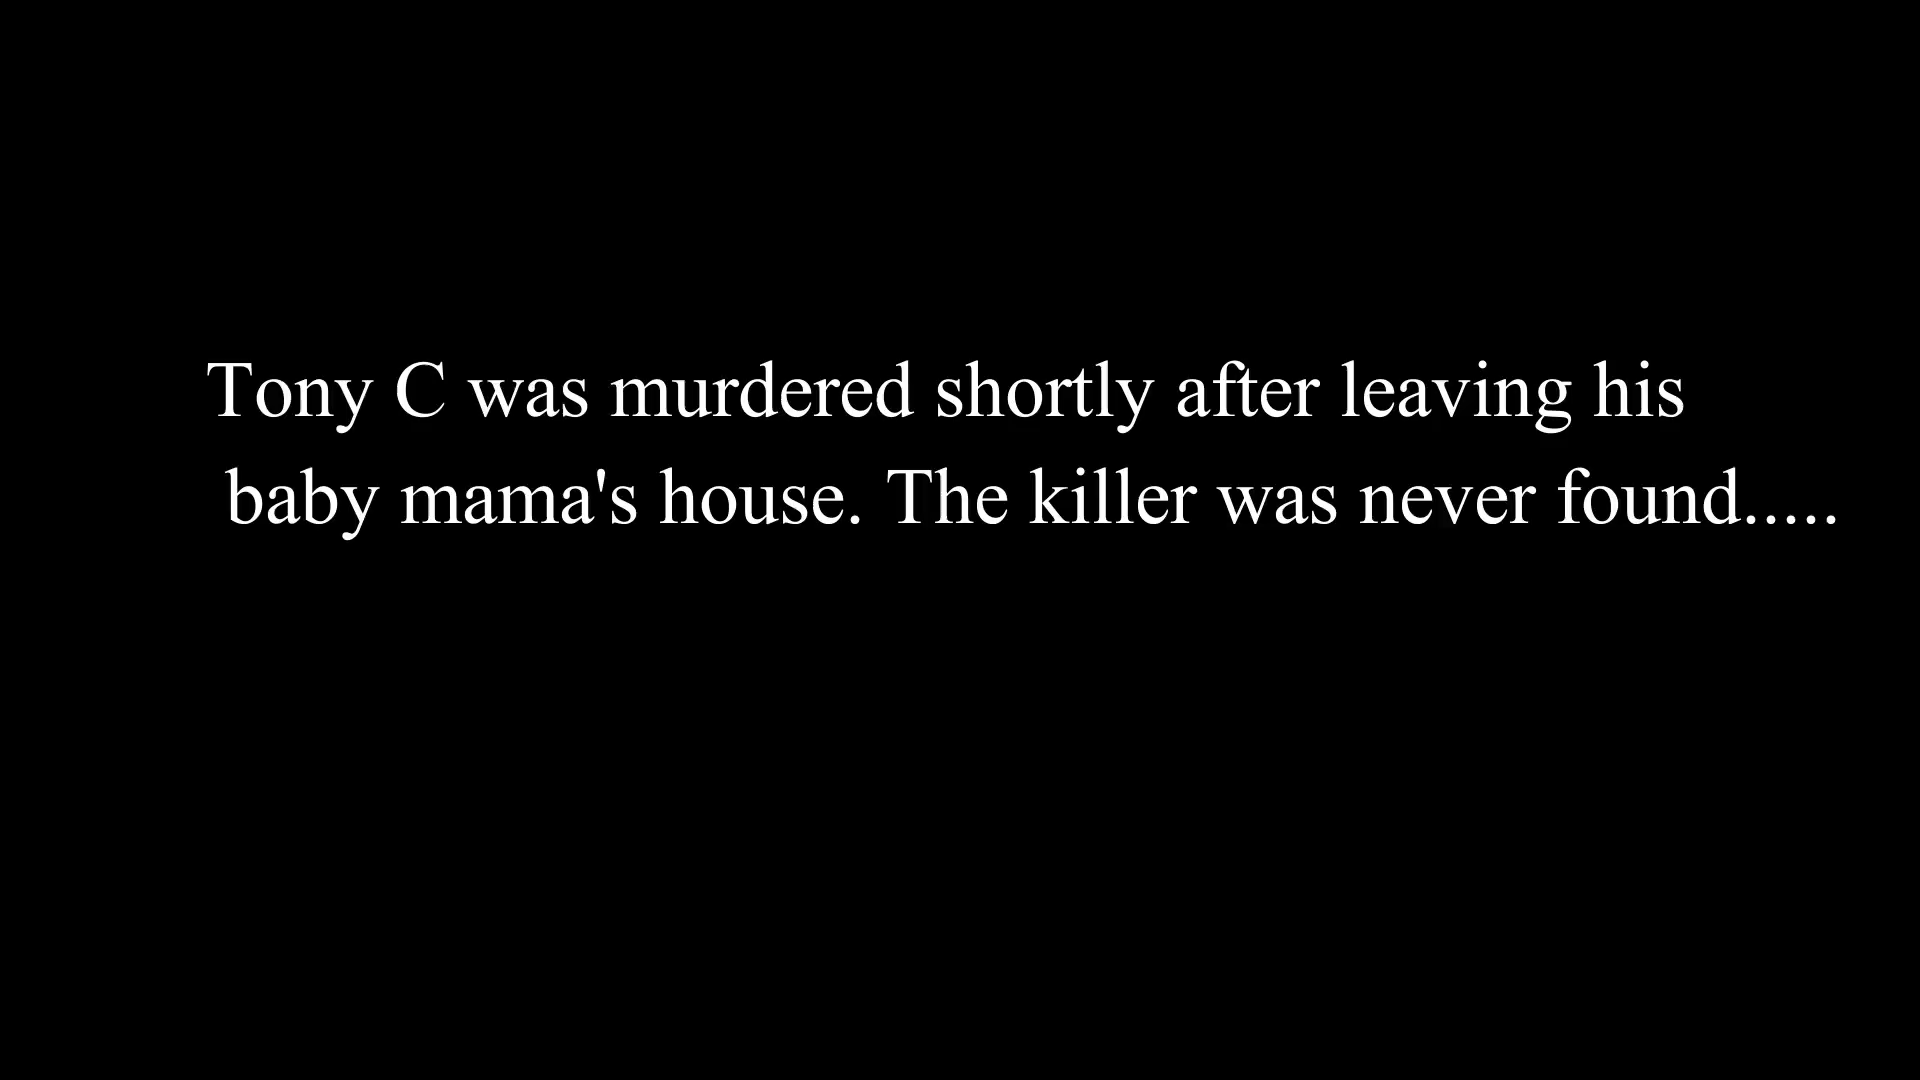 Tony C was murdered shortly after leaving his
baby mama's house. The killer was never found.....